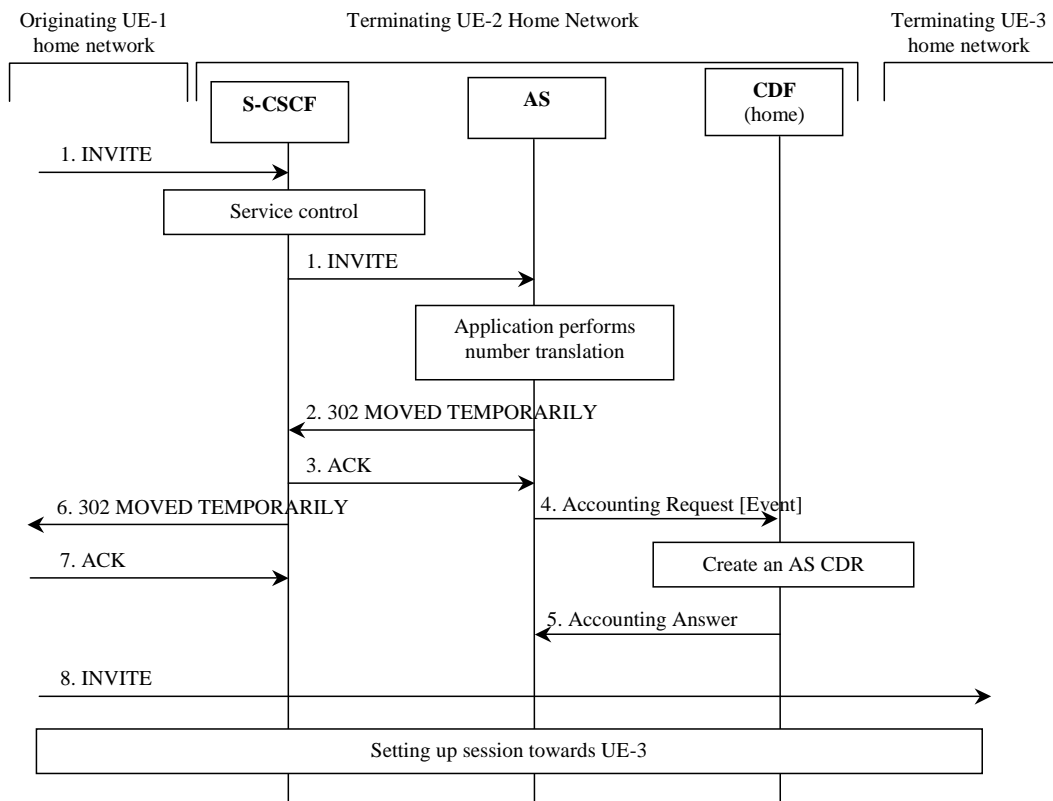 Originating UE-1
home network
Terminating UE-2 Home Network
Terminating UE-3
home network
S-CSCF
AS
CDF
(home)
1. INVITE
Service control
1. INVITE
Application performs
number translation
2. 302 MOVED TEMPORARILY
3. ACK
6. 302 MOVED TEMPORARILY
4. Accounting Request [Event]
7. ACK
Create an AS CDR
5. Accounting Answer
8. INVITE
Setting up session towards UE-3